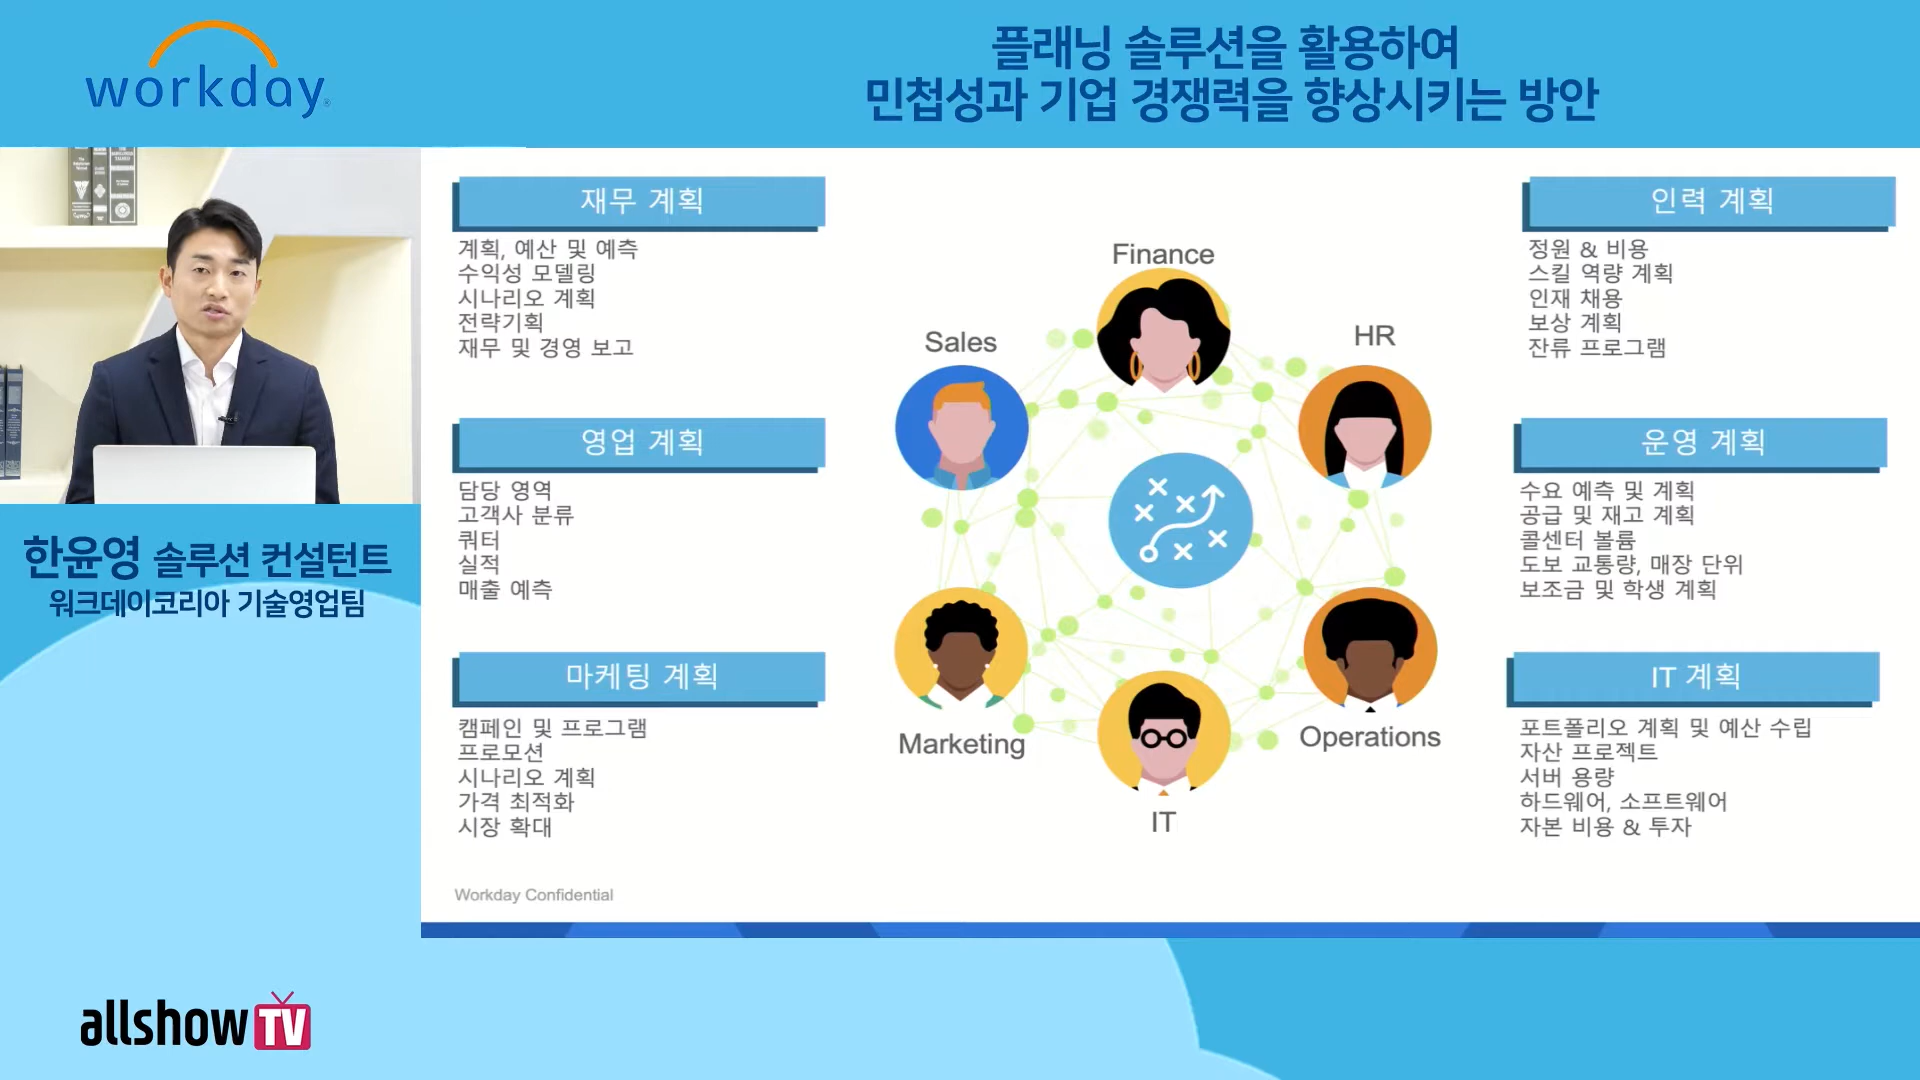 workday
플래닝 솔루션을 활용하여
민첩성과 기업 경쟁력을 향상시키는 방안
한윤영 솔루션 컨설턴트
워크데이코리아 기술영업팀
재무 계획
계획, 예산 및 예측
수익성 모델링
시나리오 계획
전략기획
재무 및 경영 보고
영업 계획
담당 영역
고객사 분류
쿼터
실적
매출 예측
마케팅 계획
캠페인 및 프로그램
프로모션
시나리오 계획
가격 최적화
시장 확대
Finance
Sales
HR
Marketing
Operations
IT
인력 계획
정원 & 비용
스킬 역량 계획
인재 채용
보상 계획
잔류 프로그램
운영 계획
수요 예측 및 계획
공급 및 재고 계획
콜센터 볼륨
도보 교통량, 매장 단위
보조금 및 학생 계획
IT 계획
포트폴리오 계획 및 예산 수립
자산 프로젝트
서버 용량
하드웨어, 소프트웨어
자본 비용 & 투자
Workday Confidential
allshow TV